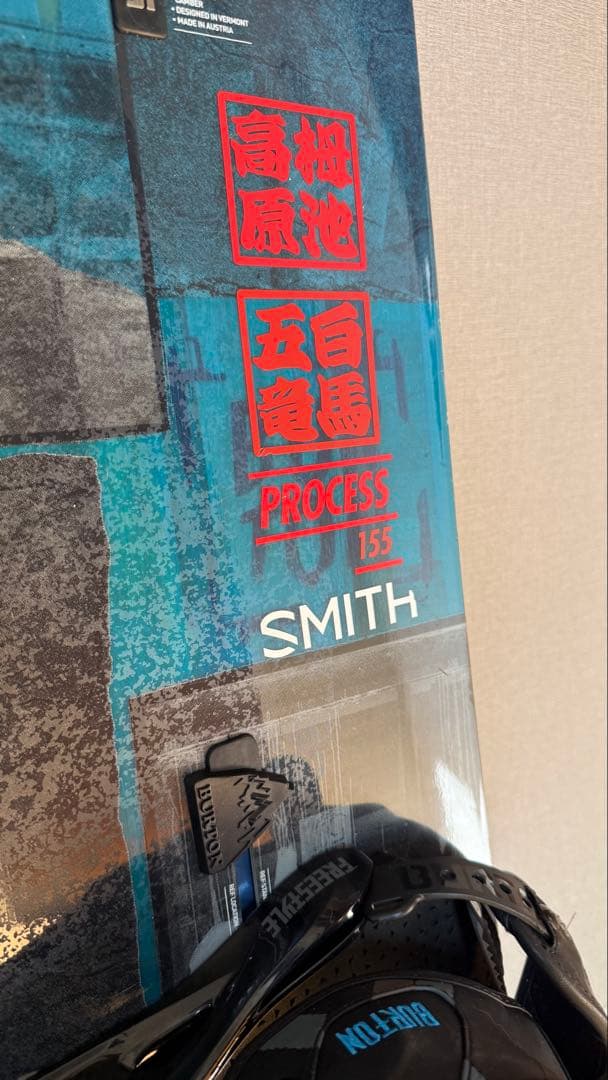 CAMBER
• DESIGNED IN VERMONT
• MADE IN AUSTRIA
栂池
高原
白馬
五竜
PROCESS
155
SMITH
BURTON
FREESTYLE
BURTON